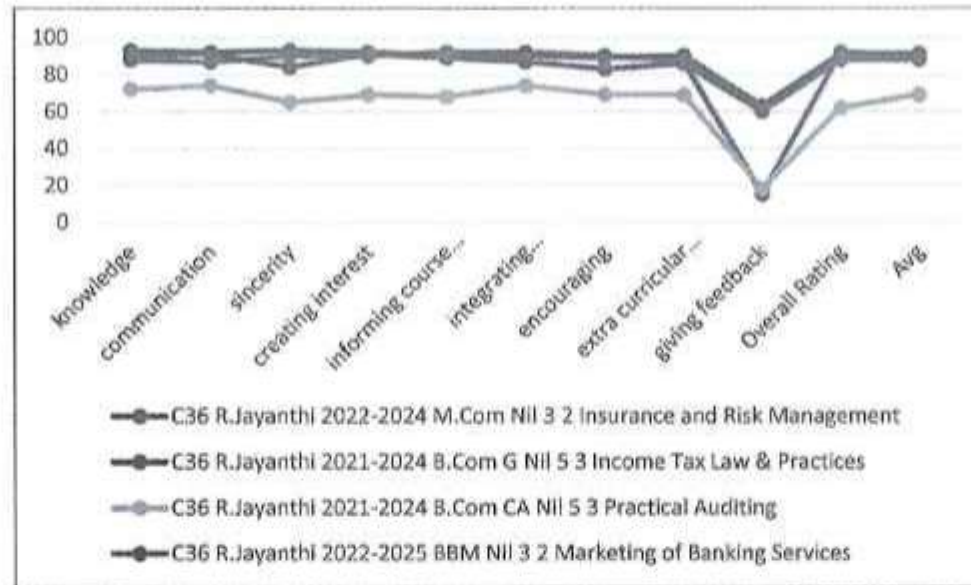 100
80
60
40
20
0
knowledge
communication
sincerity
creating interest
informing course...
integrating...
encouraging
extra curricular...
giving feedback
Overall Rating
Avg
C36 R.Jayanthi 2022-2024 M.Com Nil 3 2 Insurance and Risk Management
C36 R.Jayanthi 2021-2024 B.Com G Nil 5 3 Income Tax Law & Practices
C36 R.Jayanthi 2021-2024 B.Com CA Nil 5 3 Practical Auditing
C36 R.Jayanthi 2022-2025 BBM Nil 3 2 Marketing of Banking Services